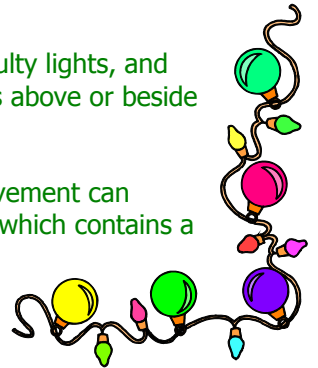 ulty lights, and
s above or beside
vement can
which contains a